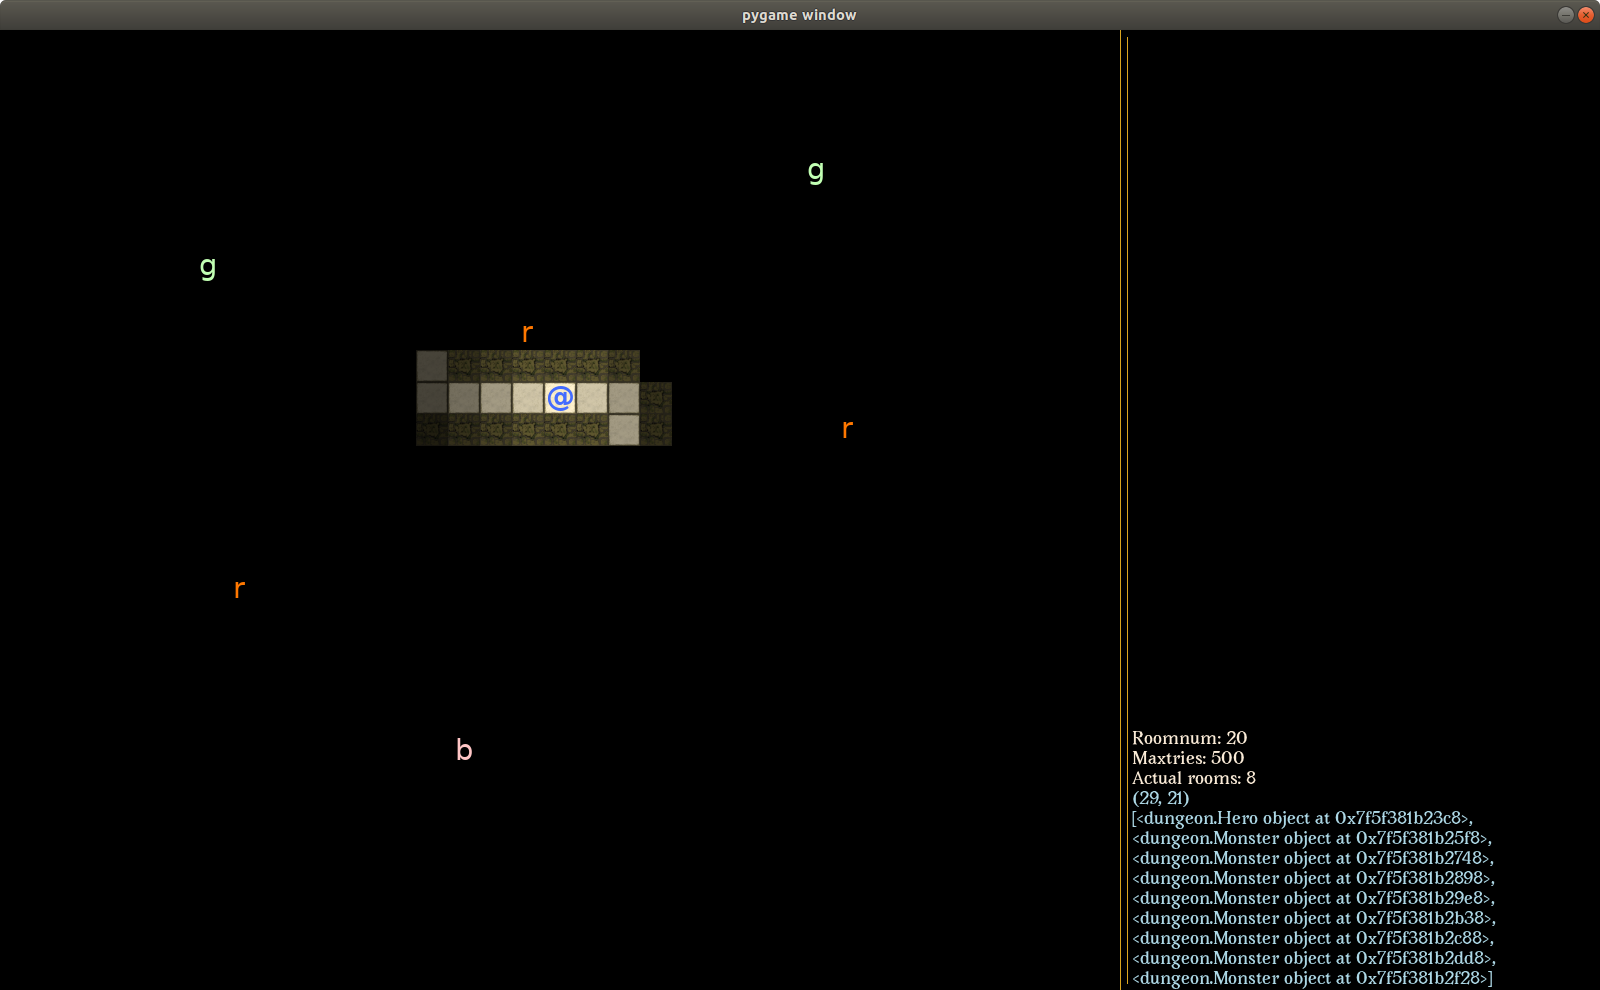 pygame window
g
g
r
@
r
r
b
Roomnum: 20
Maxtries: 500
Actual rooms: 8
(29, 21)
[<dungeon.Hero object at 0x7f5f381b23c8>,
<dungeon.Monster object at 0x7f5f381b25f8>,
<dungeon.Monster object at 0x7f5f381b2748>,
<dungeon.Monster object at 0x7f5f381b2898>,
<dungeon.Monster object at 0x7f5f381b29e8>,
<dungeon.Monster object at 0x7f5f381b2b38>,
<dungeon.Monster object at 0x7f5f381b2c88>,
<dungeon.Monster object at 0x7f5f381b2dd8>,
<dungeon.Monster object at 0x7f5f381b2f28>]